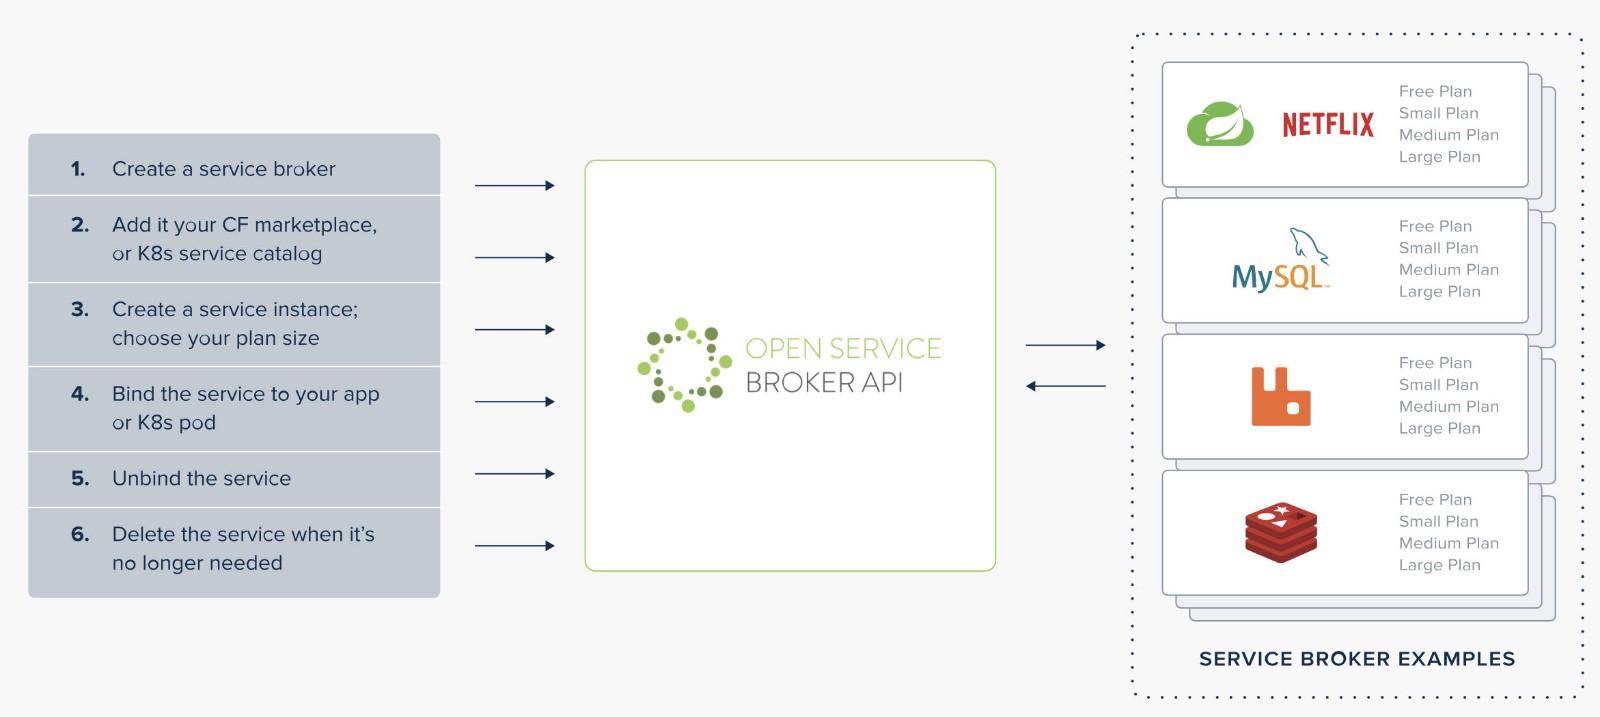 1. Create a service broker
2. Add it your CF marketplace,
or K8s service catalog
3. Create a service instance;
choose your plan size
4. Bind the service to your app
or K8s pod
5. Unbind the service
6. Delete the service when it's
no longer needed
OPEN SERVICE
BROKER API
NETFLIX
Free Plan
Small Plan
Medium Plan
Large Plan
MySQL™
Free Plan
Small Plan
Medium Plan
Large Plan
Free Plan
Small Plan
Medium Plan
Large Plan
Free Plan
Small Plan
Medium Plan
Large Plan
SERVICE BROKER EXAMPLES